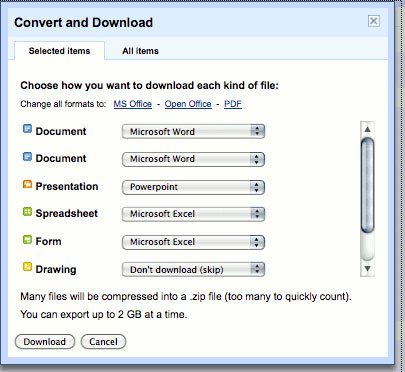 Convert and Download
Selected items All items
Choose how you want to download each kind of file:
Change all formats to: MS Office - Open Office - PDF
Document Microsoft Word
Document Microsoft Word
Presentation Powerpoint
Spreadsheet Microsoft Excel
Form Microsoft Excel
Drawing Don't download (skip)
Many files will be compressed into a .zip file (too many to quickly count).
You can export up to 2 GB at a time.
Download Cancel